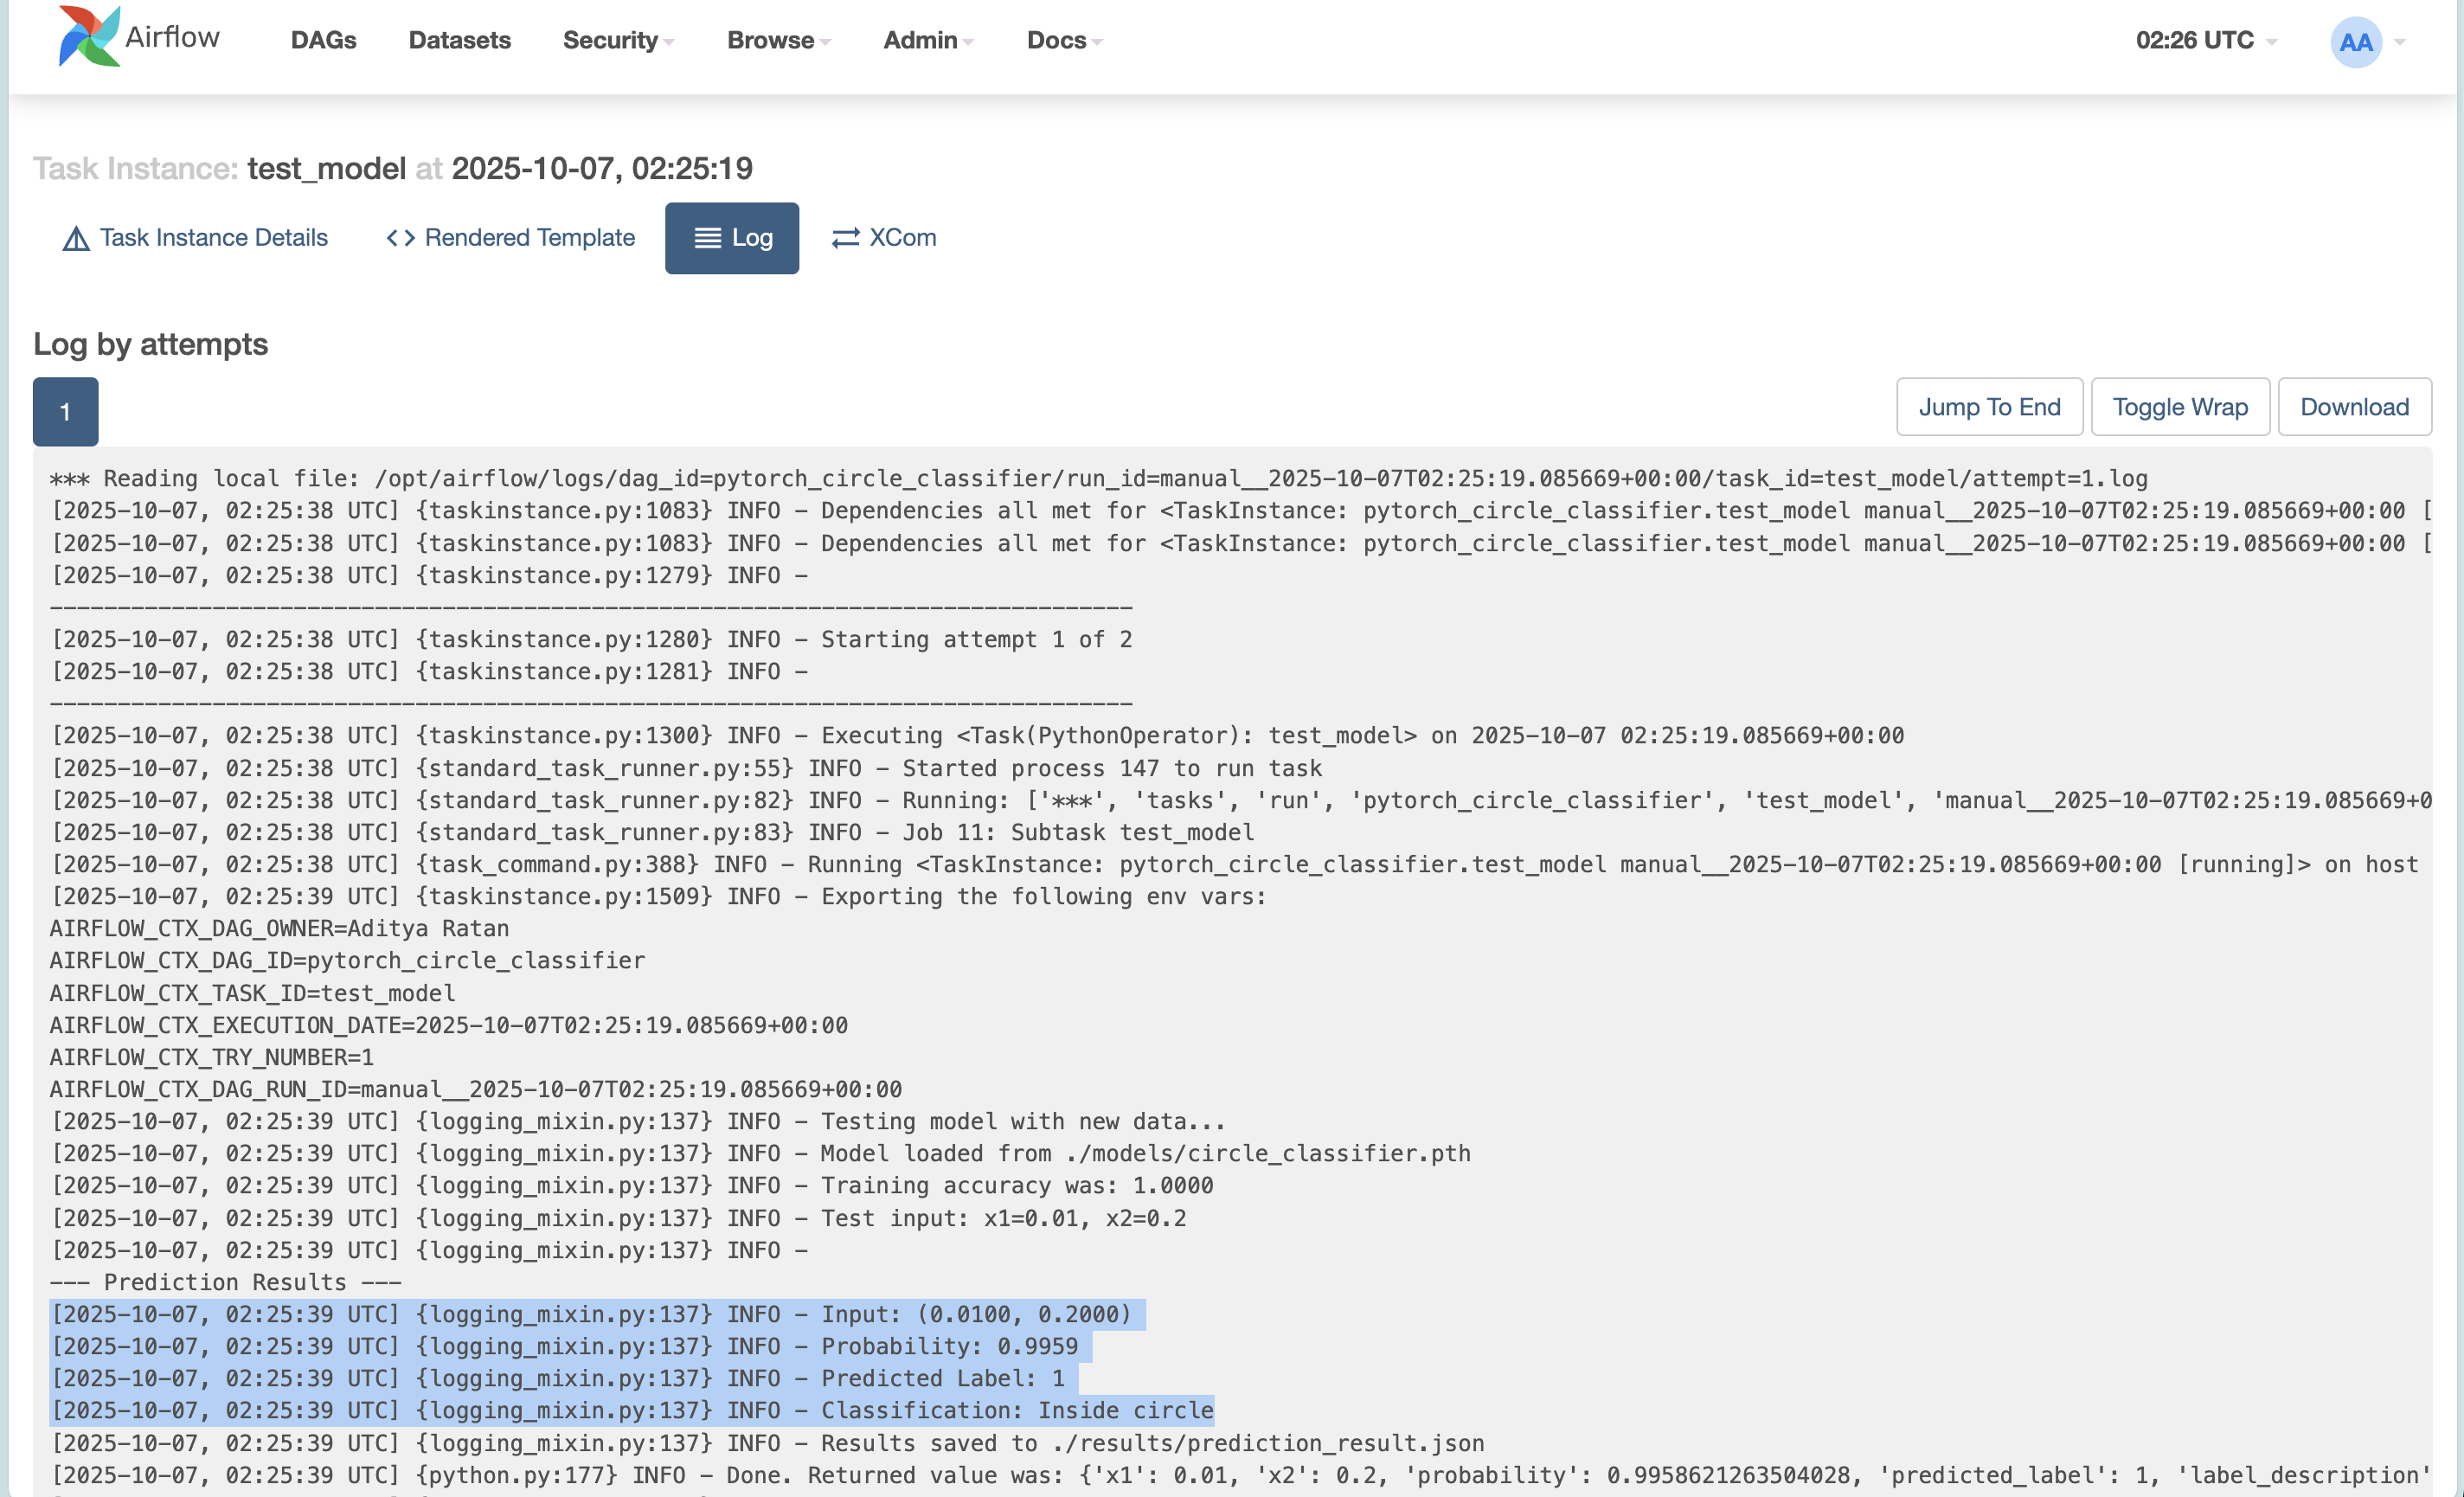 Airflow DAGs Datasets Security Browse Admin Docs 02:26 UTC AA
Task Instance: test_model at 2025-10-07, 02:25:19
Task Instance Details <> Rendered Template Log XCom
Log by attempts
1 Jump To End Toggle Wrap Download
*** Reading local file: /opt/airflow/logs/dag_id=pytorch_circle_classifier/run_id=manual__2025-10-07T02:25:19.085669+00:00/task_id=test_model/attempt=1.log
[2025-10-07, 02:25:38 UTC] {taskinstance.py:1083} INFO - Dependencies all met for <TaskInstance: pytorch_circle_classifier.test_model manual__2025-10-07T02:25:19.085669+00:00 [
[2025-10-07, 02:25:38 UTC] {taskinstance.py:1083} INFO - Dependencies all met for <TaskInstance: pytorch_circle_classifier.test_model manual__2025-10-07T02:25:19.085669+00:00 [
[2025-10-07, 02:25:38 UTC] {taskinstance.py:1279} INFO -
--------------------------------------------------------------------------------
[2025-10-07, 02:25:38 UTC] {taskinstance.py:1280} INFO - Starting attempt 1 of 2
[2025-10-07, 02:25:38 UTC] {taskinstance.py:1281} INFO -
--------------------------------------------------------------------------------
[2025-10-07, 02:25:38 UTC] {taskinstance.py:1300} INFO - Executing <Task(PythonOperator): test_model> on 2025-10-07 02:25:19.085669+00:00
[2025-10-07, 02:25:38 UTC] {standard_task_runner.py:55} INFO - Started process 147 to run task
[2025-10-07, 02:25:38 UTC] {standard_task_runner.py:82} INFO - Running: ['***', 'tasks', 'run', 'pytorch_circle_classifier', 'test_model', 'manual__2025-10-07T02:25:19.085669+0
[2025-10-07, 02:25:38 UTC] {standard_task_runner.py:83} INFO - Job 11: Subtask test_model
[2025-10-07, 02:25:38 UTC] {task_command.py:388} INFO - Running <TaskInstance: pytorch_circle_classifier.test_model manual__2025-10-07T02:25:19.085669+00:00 [running]> on host
[2025-10-07, 02:25:39 UTC] {taskinstance.py:1509} INFO - Exporting the following env vars:
AIRFLOW_CTX_DAG_OWNER=Aditya Ratan
AIRFLOW_CTX_DAG_ID=pytorch_circle_classifier
AIRFLOW_CTX_TASK_ID=test_model
AIRFLOW_CTX_EXECUTION_DATE=2025-10-07T02:25:19.085669+00:00
AIRFLOW_CTX_TRY_NUMBER=1
AIRFLOW_CTX_DAG_RUN_ID=manual__2025-10-07T02:25:19.085669+00:00
[2025-10-07, 02:25:39 UTC] {logging_mixin.py:137} INFO - Testing model with new data...
[2025-10-07, 02:25:39 UTC] {logging_mixin.py:137} INFO - Model loaded from ./models/circle_classifier.pth
[2025-10-07, 02:25:39 UTC] {logging_mixin.py:137} INFO - Training accuracy was: 1.0000
[2025-10-07, 02:25:39 UTC] {logging_mixin.py:137} INFO - Test input: x1=0.01, x2=0.2
[2025-10-07, 02:25:39 UTC] {logging_mixin.py:137} INFO -
--- Prediction Results ---
[2025-10-07, 02:25:39 UTC] {logging_mixin.py:137} INFO - Input: (0.0100, 0.2000)
[2025-10-07, 02:25:39 UTC] {logging_mixin.py:137} INFO - Probability: 0.9959
[2025-10-07, 02:25:39 UTC] {logging_mixin.py:137} INFO - Predicted Label: 1
[2025-10-07, 02:25:39 UTC] {logging_mixin.py:137} INFO - Classification: Inside circle
[2025-10-07, 02:25:39 UTC] {logging_mixin.py:137} INFO - Results saved to ./results/prediction_result.json
[2025-10-07, 02:25:39 UTC] {python.py:177} INFO - Done. Returned value was: {'x1': 0.01, 'x2': 0.2, 'probability': 0.9958621263504028, 'predicted_label': 1, 'label_description'